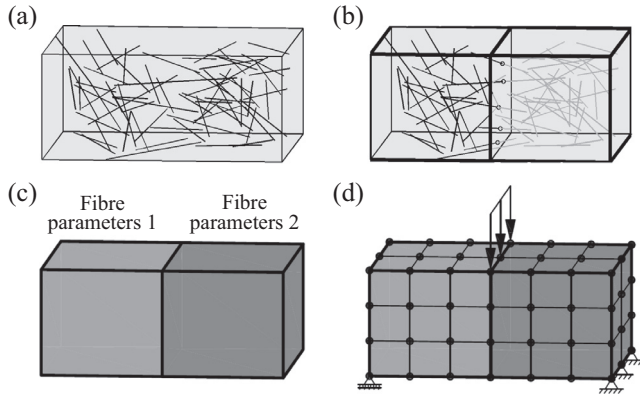 (a)
(b)
(c)
Fibre
parameters 1
Fibre
parameters 2
(d)